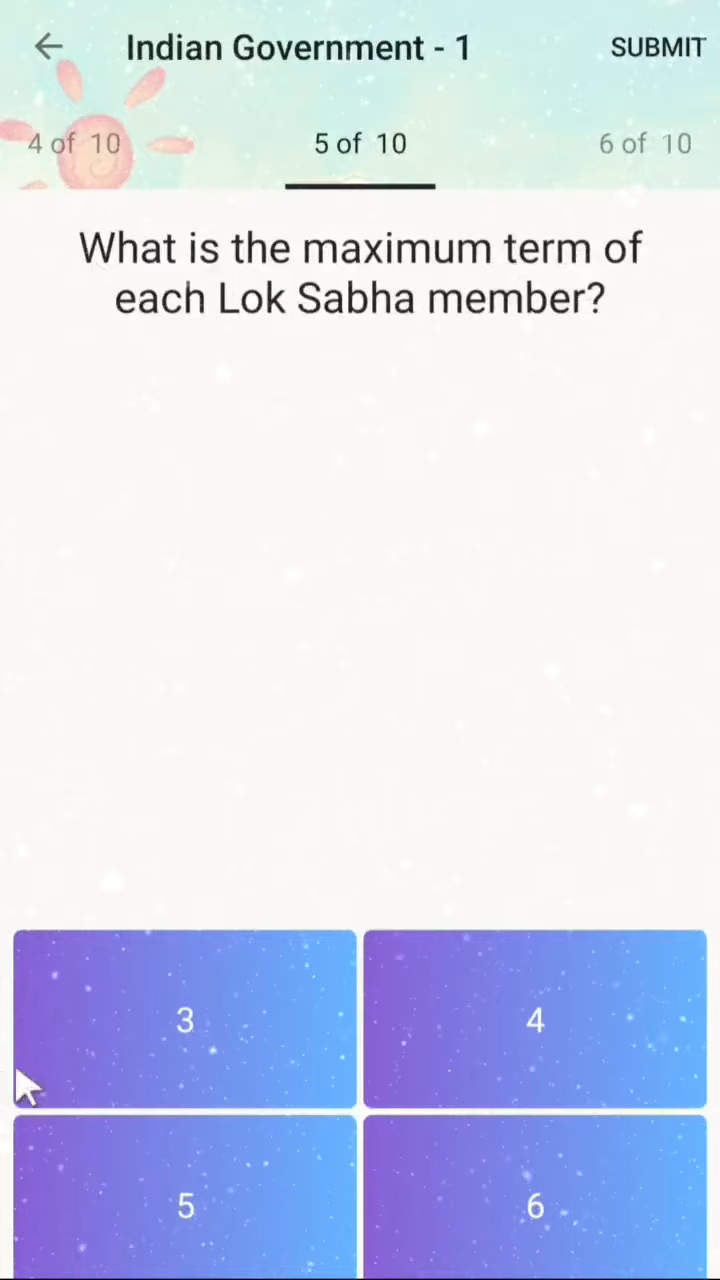 Indian Government - 1
SUBMIT
4 of 10
5 of 10
6 of 10
What is the maximum term of
each Lok Sabha member?
3
4
5
6